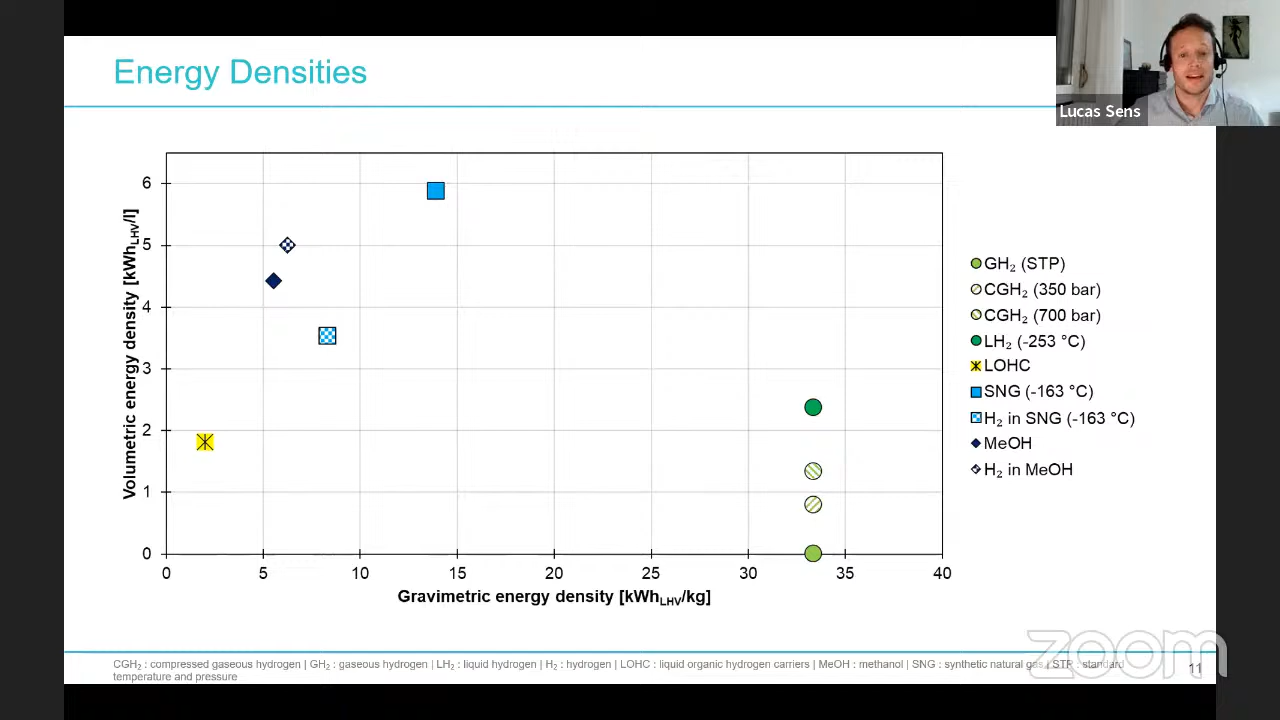 Energy Densities
Lucas Sens
Volumetric energy density [kWh_LHV/l]
6
5
4
3
2
1
0
0 5 10 15 20 25 30 35 40
Gravimetric energy density [kWh_LHV/kg]
GH₂ (STP)
CGH₂ (350 bar)
CGH₂ (700 bar)
LH₂ (-253 °C)
LOHC
SNG (-163 °C)
H₂ in SNG (-163 °C)
MeOH
H₂ in MeOH
zoom
CGH₂ : compressed gaseous hydrogen | GH₂ : gaseous hydrogen | LH₂ : liquid hydrogen | H₂ : hydrogen | LOHC : liquid organic hydrogen carriers | MeOH : methanol | SNG : synthetic natural gas | STP : standard
temperature and pressure
11